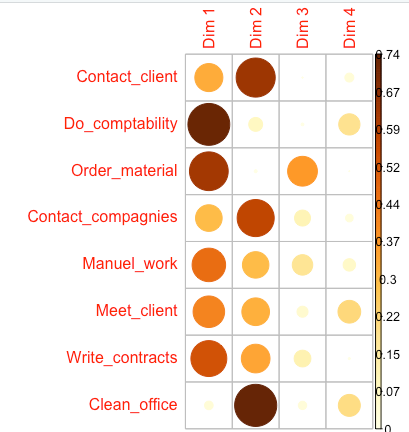 Dim 1 Dim 2 Dim 3 Dim 4
0.74
Contact_client
0.67
Do_comptability
0.59
Order_material
0.52
0.44
Contact_compagnies
0.37
Manuel_work
0.3
Meet_client
0.22
Write_contracts
0.15
0.07
Clean_office
0